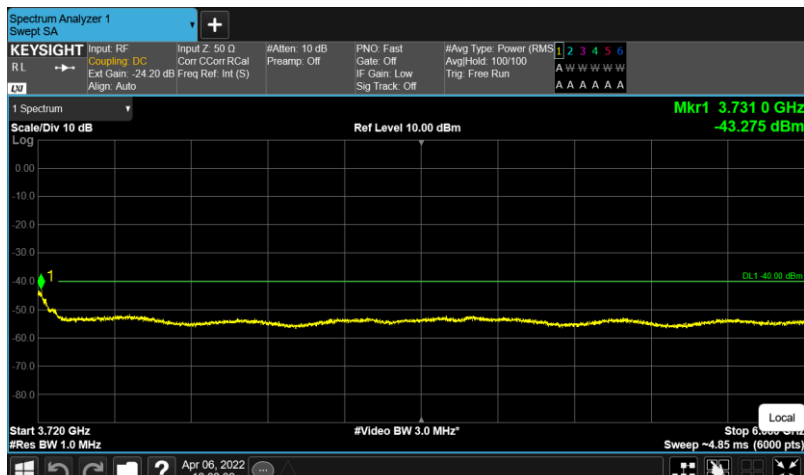 Spectrum Analyzer 1
Swept SA
KEYSIGHT Input: RF Input Z: 50 Ω #Atten: 10 dB PNO: Fast #Avg Type: Power (RMS 1 2 3 4 5 6
R L Coupling: DC Corr CCorr RCal Preamp: Off Gate: Off Avg|Hold: 100/100 A W W W W W
Ext Gain: -24.20 dB Freq Ref: Int (S) IF Gain: Low Trig: Free Run
LXI Align: Auto Sig Track: Off A A A A A A
1 Spectrum Mkr1 3.731 0 GHz
Scale/Div 10 dB Ref Level 10.00 dBm -43.275 dBm
Log
0.00
-10.0
-20.0
-30.0
-40.0 1 DL1 -40.00 dBm
-50.0
-60.0
-70.0
-80.0
Local
Start 3.720 GHz #Video BW 3.0 MHz* Stop
#Res BW 1.0 MHz Sweep ~4.85 ms (6000 pts)
? Apr 06, 2022